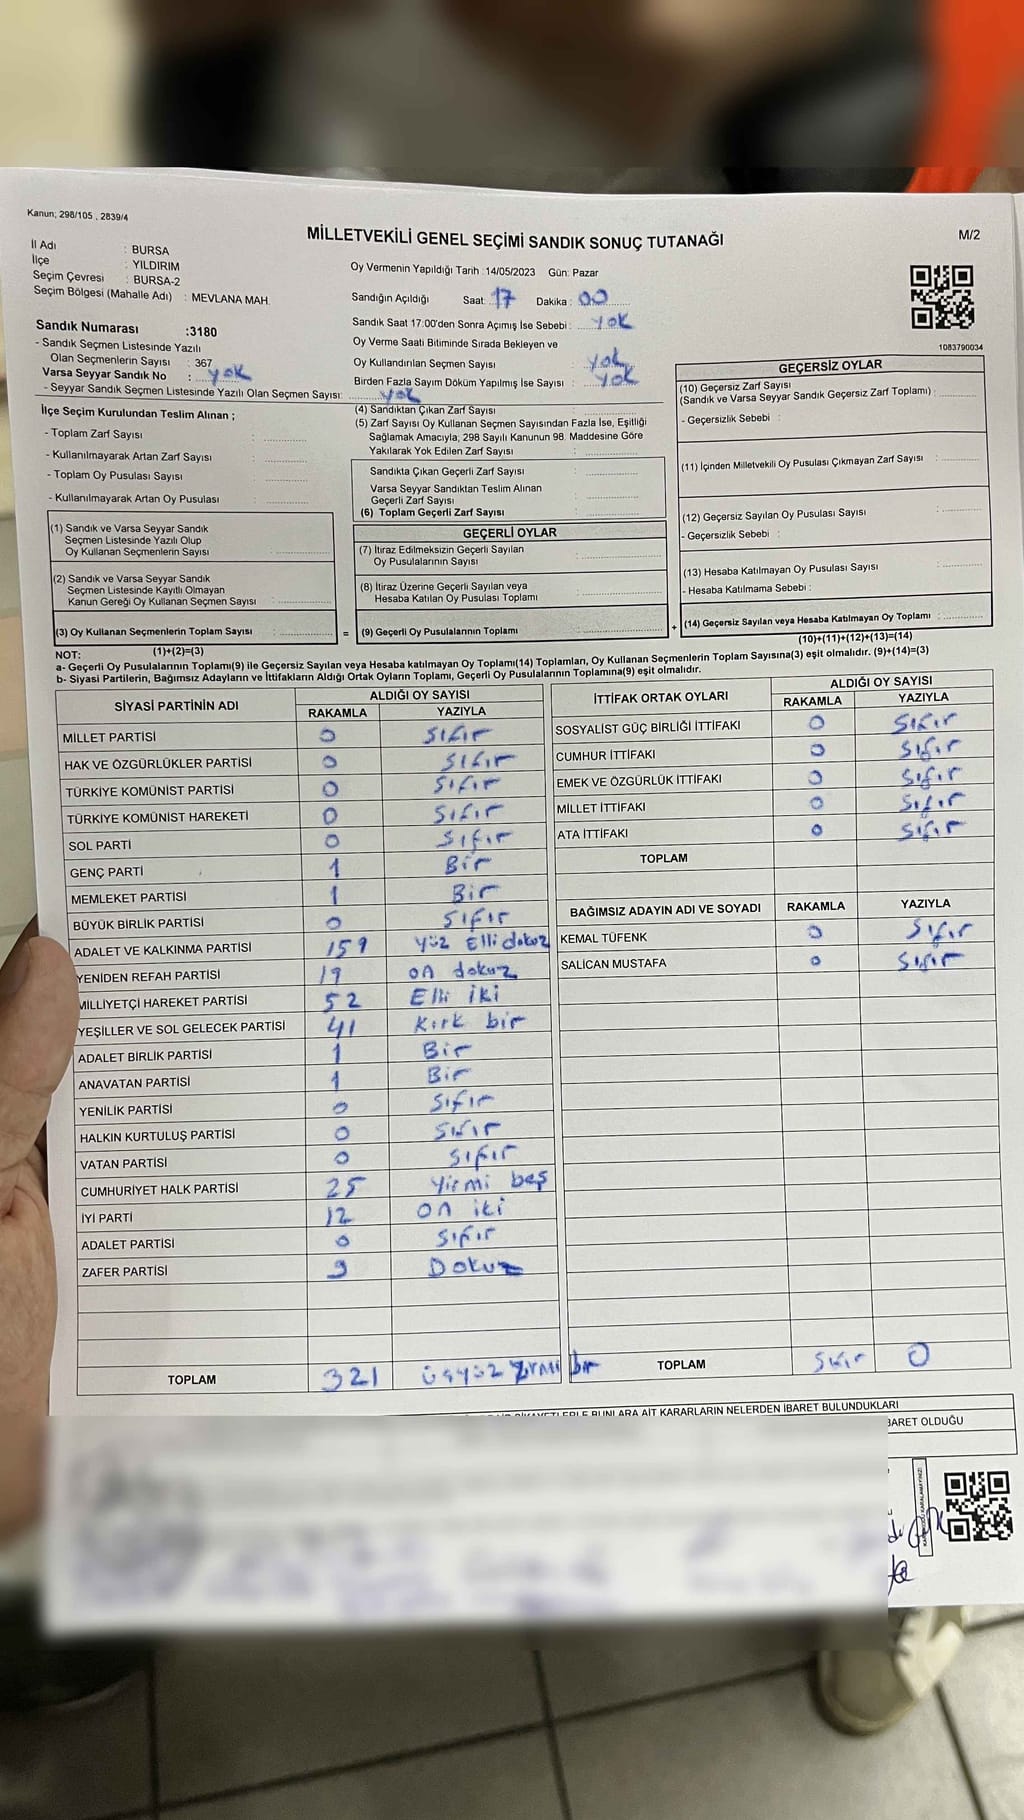 Kanun; 298/105 , 2839/4
MİLLETVEKİLİ GENEL SEÇİMİ SANDIK SONUÇ TUTANAĞI
M/2
İl Adı : BURSA
İlçe : YILDIRIM
Seçim Çevresi : BURSA-2
Seçim Bölgesi (Mahalle Adı) : MEVLANA MAH.
Sandık Numarası :3180
- Sandık Seçmen Listesinde Yazılı
Olan Seçmenlerin Sayısı : 367
Varsa Seyyar Sandık No : yok
- Seyyar Sandık Seçmen Listesinde Yazılı Olan Seçmen Sayısı: yok
Oy Vermenin Yapıldığı Tarih :14/05/2023 Gün: Pazar
Sandığın Açıldığı Saat: 17 Dakika : 00
Sandık Saat 17:00'den Sonra Açımış İse Sebebi : yok
Oy Verme Saati Bitiminde Sırada Bekleyen ve
Oy Kullandırılan Seçmen Sayısı : yok
Birden Fazla Sayım Döküm Yapılmış İse Sayısı : yok
1083790034
İlçe Seçim Kurulundan Teslim Alınan ;
- Toplam Zarf Sayısı :
- Kullanılmayarak Artan Zarf Sayısı :
- Toplam Oy Pusulası Sayısı :
- Kullanılmayarak Artan Oy Pusulası :
(1) Sandık ve Varsa Seyyar Sandık
Seçmen Listesinde Yazılı Olup
Oy Kullanan Seçmenlerin Sayısı :
(2) Sandık ve Varsa Seyyar Sandık
Seçmen Listesinde Kayıtlı Olmayan
Kanun Gereği Oy Kullanan Seçmen Sayısı :
(3) Oy Kullanan Seçmenlerin Toplam Sayısı :
(1)+(2)=(3)
=
(4) Sandıktan Çıkan Zarf Sayısı :
(5) Zarf Sayısı Oy Kullanan Seçmen Sayısından Fazla İse, Eşitliği
Sağlamak Amacıyla; 298 Sayılı Kanunun 98. Maddesine Göre
Yakılarak Yok Edilen Zarf Sayısı :
Sandıkta Çıkan Geçerli Zarf Sayısı :
Varsa Seyyar Sandıktan Teslim Alınan
Geçerli Zarf Sayısı :
(6) Toplam Geçerli Zarf Sayısı :
GEÇERLİ OYLAR
(7) İtiraz Edilmeksizin Geçerli Sayılan
Oy Pusulalarının Sayısı :
(8) İtiraz Üzerine Geçerli Sayılan veya
Hesaba Katılan Oy Pusulası Toplamı :
(9) Geçerli Oy Pusulalarının Toplamı :
+
GEÇERSİZ OYLAR
(10) Geçersiz Zarf Sayısı
(Sandık ve Varsa Seyyar Sandık Geçersiz Zarf Toplamı) :
- Geçersizlik Sebebi :
(11) İçinden Milletvekili Oy Pusulası Çıkmayan Zarf Sayısı :
(12) Geçersiz Sayılan Oy Pusulası Sayısı :
- Geçersizlik Sebebi :
(13) Hesaba Katılmayan Oy Pusulası Sayısı :
- Hesaba Katılmama Sebebi :
(14) Geçersiz Sayılan veya Hesaba Katılmayan Oy Toplamı :
(10)+(11)+(12)+(13)=(14)
NOT:
a- Geçerli Oy Pusulalarının Toplamı(9) ile Geçersiz Sayılan veya Hesaba katılmayan Oy Toplamı(14) Toplamları, Oy Kullanan Seçmenlerin Toplam Sayısına(3) eşit olmalıdır. (9)+(14)=(3)
b- Siyasi Partilerin, Bağımsız Adayların ve İttifakların Aldığı Ortak Oyların Toplamı, Geçerli Oy Pusulalarının Toplamına(9) eşit olmalıdır.
SİYASİ PARTİNİN ADI ALDIĞI OY SAYISI
RAKAMLA YAZIYLA
MİLLET PARTİSİ 0 sıfır
HAK VE ÖZGÜRLÜKLER PARTİSİ 0 sıfır
TÜRKİYE KOMÜNİST PARTİSİ 0 sıfır
TÜRKİYE KOMÜNİST HAREKETİ 0 sıfır
SOL PARTİ 0 sıfır
GENÇ PARTİ 1 Bir
MEMLEKET PARTİSİ 1 Bir
BÜYÜK BİRLİK PARTİSİ 0 sıfır
ADALET VE KALKINMA PARTİSİ 159 yüz Elli dokuz
YENİDEN REFAH PARTİSİ 19 on dokuz
MİLLİYETÇİ HAREKET PARTİSİ 52 Elli iki
YEŞİLLER VE SOL GELECEK PARTİSİ 41 kırk bir
ADALET BİRLİK PARTİSİ 1 Bir
ANAVATAN PARTİSİ 1 Bir
YENİLİK PARTİSİ 0 sıfır
HALKIN KURTULUŞ PARTİSİ 0 sıfır
VATAN PARTİSİ 0 sıfır
CUMHURİYET HALK PARTİSİ 25 yirmi beş
İYİ PARTİ 12 on iki
ADALET PARTİSİ 0 sıfır
ZAFER PARTİSİ 9 Dokuz
TOPLAM 321 üçyüz yirmi bir
İTTİFAK ORTAK OYLARI ALDIĞI OY SAYISI
RAKAMLA YAZIYLA
SOSYALİST GÜÇ BİRLİĞİ İTTİFAKI 0 sıfır
CUMHUR İTTİFAKI 0 sıfır
EMEK VE ÖZGÜRLÜK İTTİFAKI 0 sıfır
MİLLET İTTİFAKI 0 sıfır
ATA İTTİFAKI 0 sıfır
TOPLAM
BAĞIMSIZ ADAYIN ADI VE SOYADI RAKAMLA YAZIYLA
KEMAL TÜFENK 0 sıfır
SALİCAN MUSTAFA 0 sıfır
TOPLAM sıfır 0
BUNLARA AİT KARARLARIN NELERDEN İBARET BULUNDUKLARI
BARET OLDUĞU